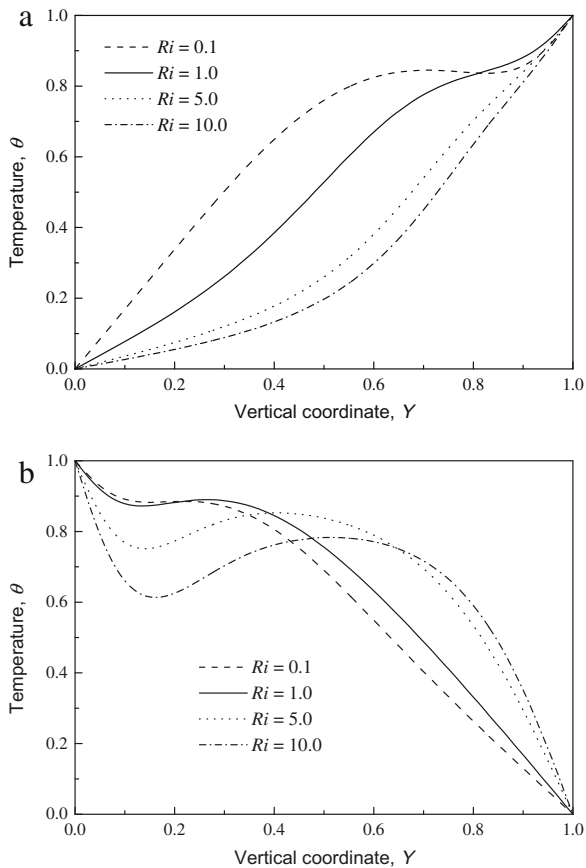 a
Ri = 0.1
Ri = 1.0
Ri = 5.0
Ri = 10.0
Temperature, θ
1.0
0.8
0.6
0.4
0.2
0.0
0.0 0.2 0.4 0.6 0.8 1.0
Vertical coordinate, Y
b
Temperature, θ
1.0
0.8
0.6
0.4
0.2
0.0
Ri = 0.1
Ri = 1.0
Ri = 5.0
Ri = 10.0
0.0 0.2 0.4 0.6 0.8 1.0
Vertical coordinate, Y